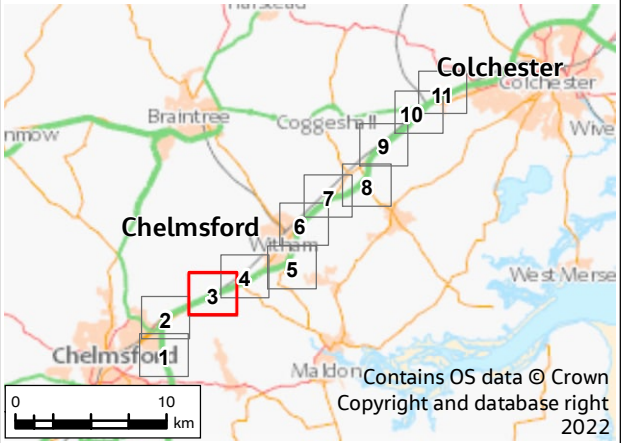 Colchester
Colchester
11
Braintree
Coggeshall
10
nmow
Wive
9
8
7
Chelmsford
6
Witham
5
4
West Merse
3
2
Chelmsford
1
Maldon
Contains OS data © Crown
Copyright and database right
2022
0 10
km